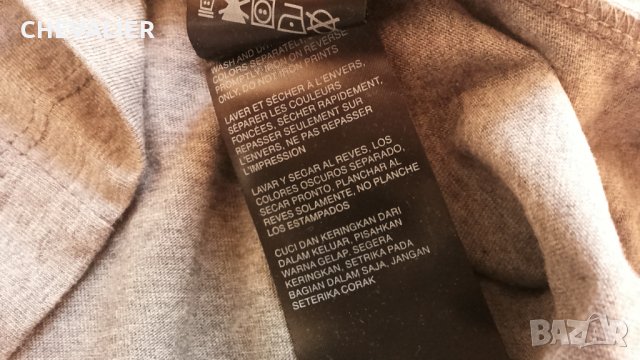 CHEVALIER
WASH AND DRY
COLORS SEPARATELY
PROMPTLY, IRON ON REVERSE
ONLY. DO NOT IRON PRINTS
LAVER ET SÉCHER À L'ENVERS,
SÉPARER LES COULEURS
FONCÉES, SÉCHER RAPIDEMENT,
REPASSER SEULEMENT SUR
L'ENVERS, NE PAS REPASSER
L'IMPRESSION
LAVAR Y SECAR AL REVES, LOS
COLORES OSCUROS SEPARADO,
SECAR PRONTO, PLANCHAR AL
REVES SOLAMENTE. NO PLANCHE
LOS ESTAMPADOS
CUCI DAN KERINGKAN DARI
DALAM KELUAR, PISAHKAN
WARNA GELAP. SEGERA
KERINGKAN, SETRIKA PADA
BAGIAN DALAM SAJA, JANGAN
SETERIKA CORAK
BAZAR.BG